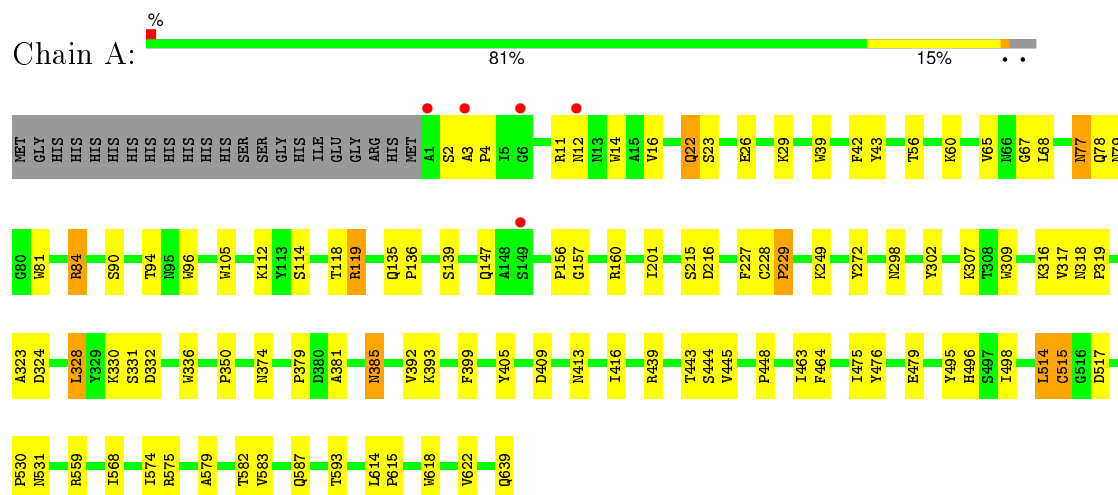 %
Chain A:
81% 15% • •
MET GLY HIS HIS HIS HIS HIS HIS HIS HIS HIS HIS SER SER GLY HIS ILE GLU GLY ARG HIS MET A1 S2 A3 P4 I5 G6 R11 N12 N13 W14 A15 V16 Q22 S23 E26 K29 W39 F42 Y43 T56 K60 V65 N66 G67 L68 N77 Q78 N79
G80 W81 R84 S90 T94 N95 W96 W105 K112 Y113 S114 T118 R119 Q135 P136 S139 Q147 A148 S149 P156 G157 R160 I201 S215 D216 F227 C228 P229 K249 Y272 N298 Y302 K307 T308 W309 K316 V317 N318 P319
A323 D324 L328 Y329 K330 S331 D332 W336 P350 N374 P379 D380 A381 N385 V392 K393 F399 Y405 D409 N413 I416 R439 T443 S444 V445 P448 I463 F464 I475 Y476 E479 Y495 H496 S497 I498 L514 C515 G516 D517
P530 N531 R559 I568 I574 R575 A579 T582 V583 Q587 T593 L614 P615 W618 V622 Q639